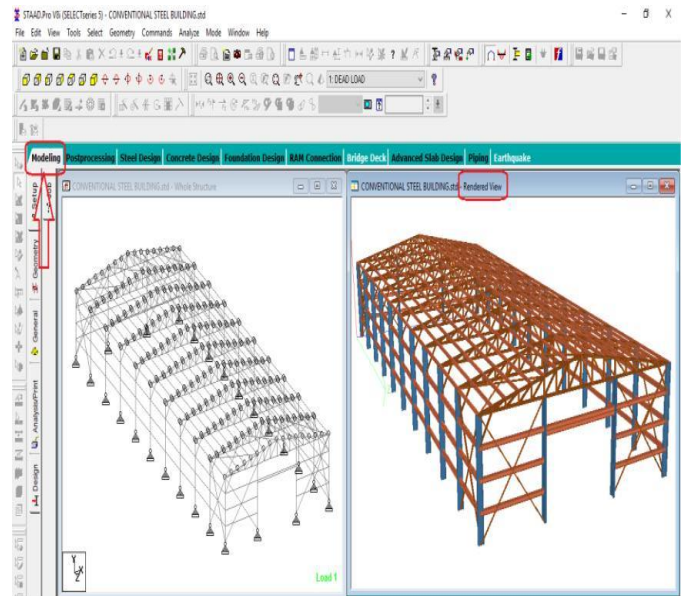 STAAD.Pro V8i (SELECTseries 5) - CONVENTIONAL STEEL BUILDING.std
File Edit View Tools Select Geometry Commands Analyze Mode Window Help
1: DEAD LOAD
Modeling Postprocessing Steel Design Concrete Design Foundation Design RAM Connection Bridge Deck Advanced Slab Design Piping Earthquake
CONVENTIONAL STEEL BUILDING.std - Whole Structure
CONVENTIONAL STEEL BUILDING.std - Rendered View
Setup
Geometry
General
Analysis/Print
Design
Y
X
Z
Load 1